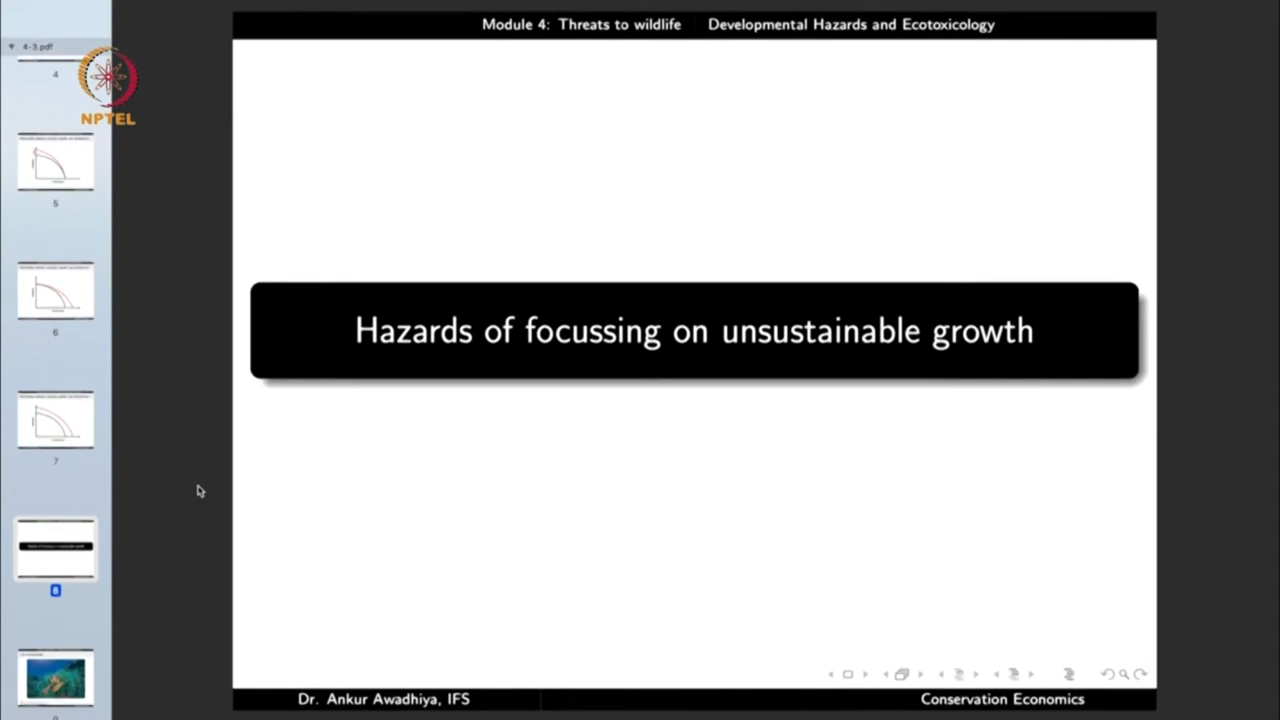 Module 4: Threats to wildlife Developmental Hazards and Ecotoxicology
4-3.pdf
4
NPTEL
5
6
7
8
Hazards of focussing on unsustainable growth
Dr. Ankur Awadhiya, IFS Conservation Economics